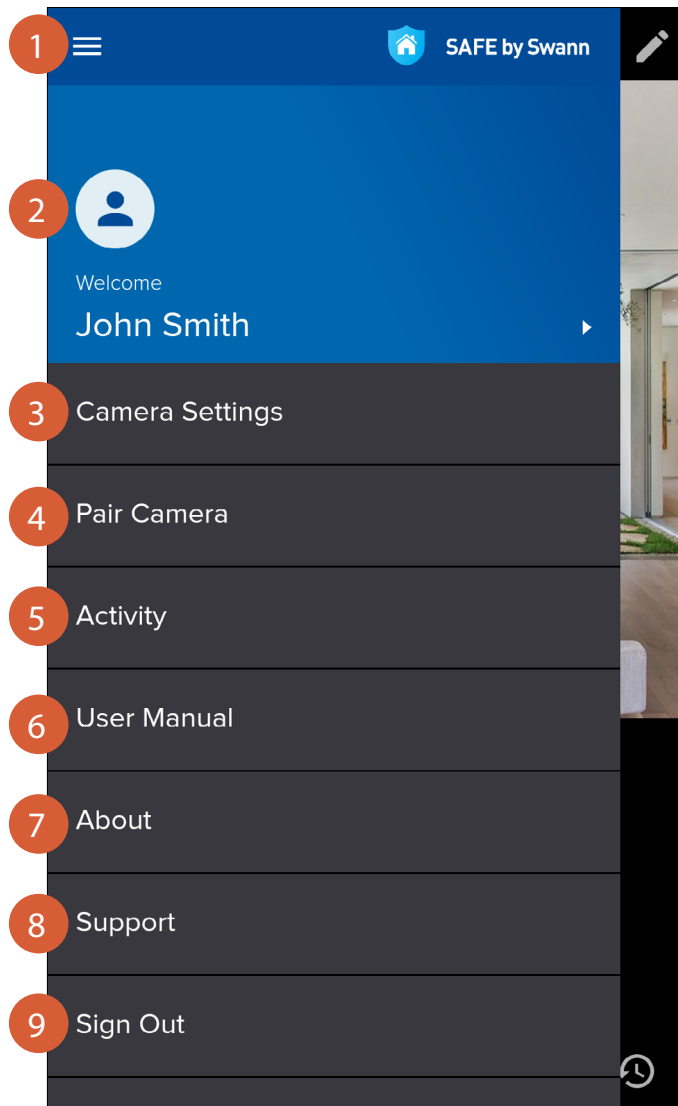 1
SAFE by Swann
2
Welcome
John Smith
3 Camera Settings
4 Pair Camera
5 Activity
6 User Manual
7 About
8 Support
9 Sign Out